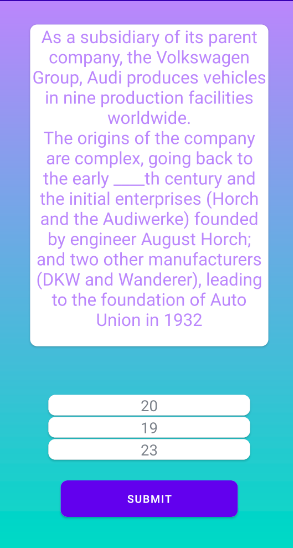 As a subsidiary of its parent
company, the Volkswagen
Group, Audi produces vehicles
in nine production facilities
worldwide.
The origins of the company
are complex, going back to
the early ____th century and
the initial enterprises (Horch
and the Audiwerke) founded
by engineer August Horch;
and two other manufacturers
(DKW and Wanderer), leading
to the foundation of Auto
Union in 1932
20
19
23
SUBMIT